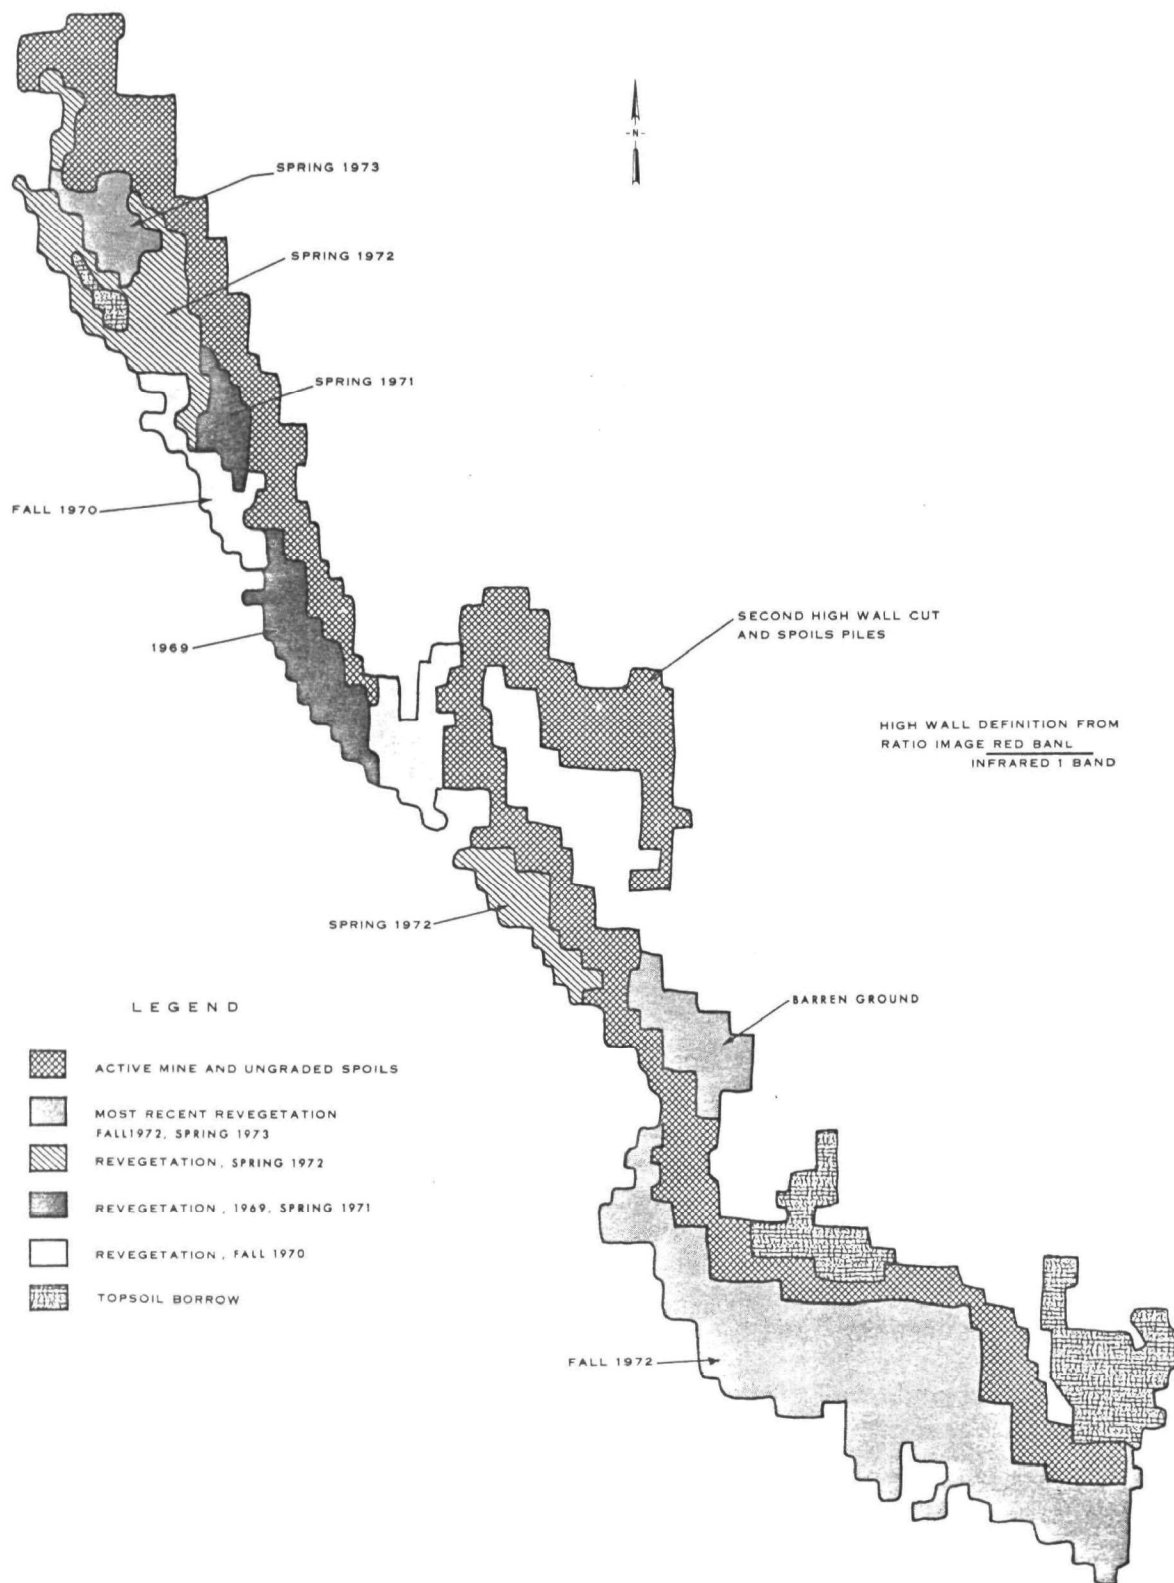 -N-
SPRING 1973
SPRING 1972
SPRING 1971
FALL 1970
1969
SECOND HIGH WALL CUT
AND SPOILS PILES
HIGH WALL DEFINITION FROM
RATIO IMAGE RED BANL
INFRARED 1 BAND
SPRING 1972
BARREN GROUND
LEGEND
ACTIVE MINE AND UNGRADED SPOILS
MOST RECENT REVEGETATION
FALL1972, SPRING 1973
REVEGETATION, SPRING 1972
REVEGETATION, 1969, SPRING 1971
REVEGETATION, FALL 1970
TOPSOIL BORROW
FALL 1972